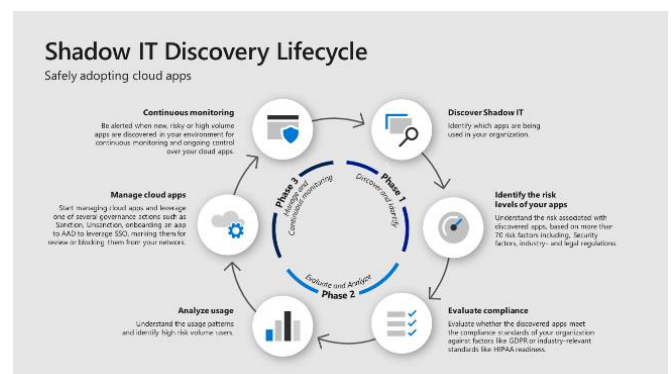 Shadow IT Discovery Lifecycle
Safely adopting cloud apps
Continuous monitoring
Be alerted when new, risky or high volume
apps are discovered in your environment for
continuous monitoring and ongoing control
over your cloud apps.
Discover Shadow IT
Identify which apps are being
used in your organization.
Manage cloud apps
Start managing cloud apps and leverage
one of several governance actions such as
Sanction, Unsanction, onboarding an app
to AAD to leverage SSO, marking them for
review or blocking them from your network.
Phase 3
Manage and
Continuous monitoring
Phase 1
Discover and Identify
Identify the risk
levels of your apps
Understand the risk associated with
discovered apps, based on more than
70 risk factors including, Security
factors, industry- and legal regulations.
Evaluate and Analyze
Phase 2
Analyze usage
Understand the usage patterns
and identify high risk volume users.
Evaluate compliance
Evaluate whether the discovered apps meet
the compliance standards of your organization
against factors like GDPR or industry-relevant
standards like HIPAA readiness.